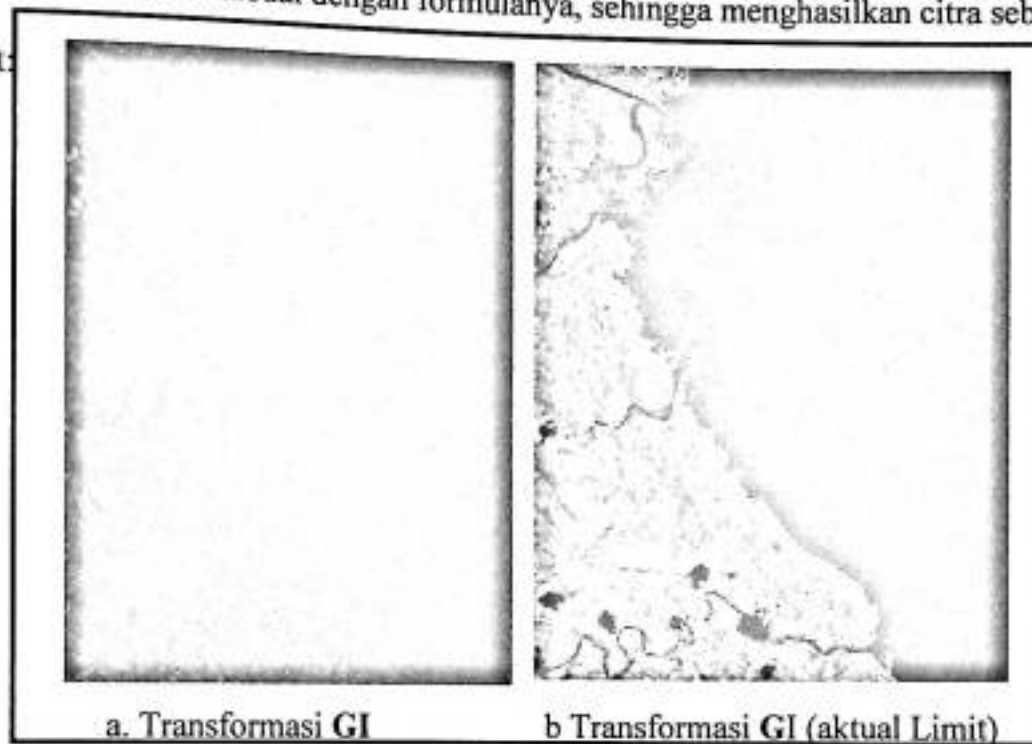 dengan formulanya, sehingga menghasilkan citra seb
a. Transformasi GI
b Transformasi GI (aktual Limit)